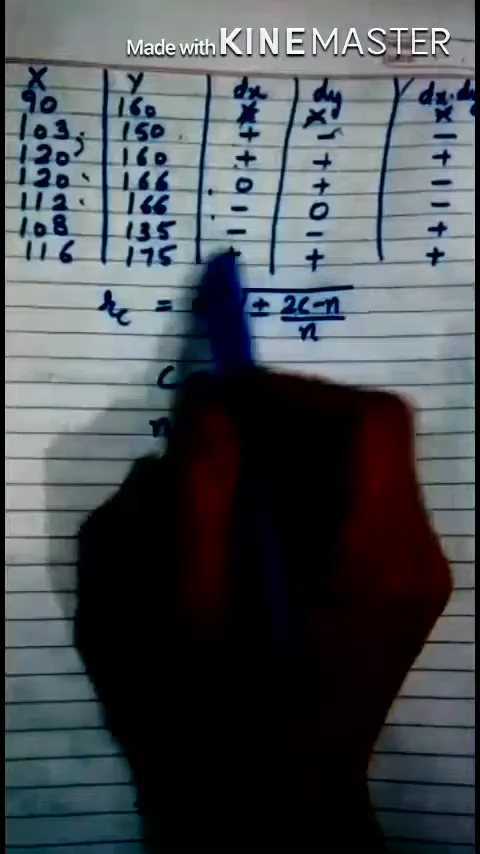 Made with KINEMASTER
X Y dx dy dx.dy
90 160 × × ×
103 150 + - -
120 160 + + +
120 166 0 + -
112 166 - 0 -
108 135 - - +
116 175 + + +
= ± 2c-n
n
c
n